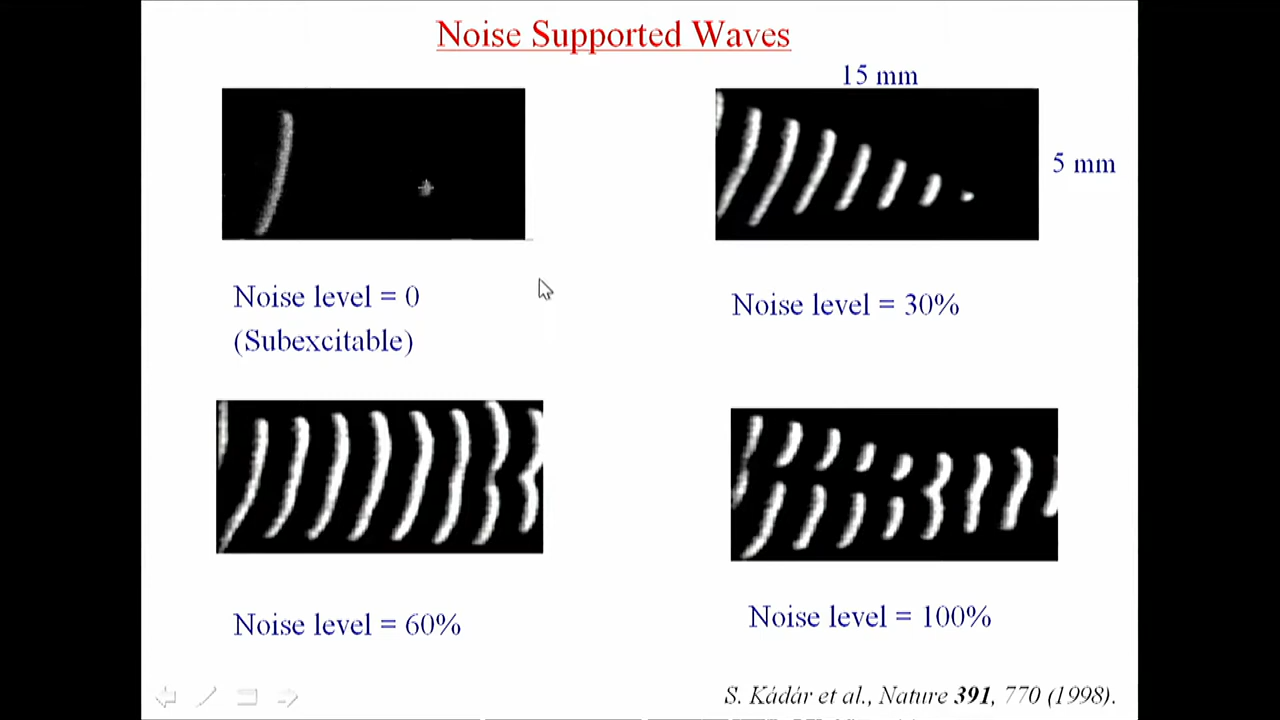 Noise Supported Waves
15 mm
5 mm
Noise level = 0
(Subexcitable)
Noise level = 30%
Noise level = 60%
Noise level = 100%
S. Kádár et al., Nature 391, 770 (1998).